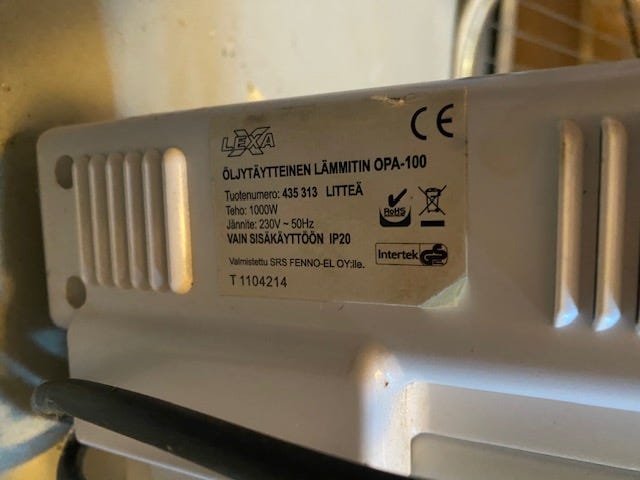 LEXA
CE
ÖLJYTÄYTTEINEN LÄMMITIN OPA-100
Tuotenumero: 435 313 LITTEÄ
Teho: 1000W
Jännite: 230V ~ 50Hz
VAIN SISÄKÄYTTÖÖN IP20
RoHS
Valmistettu SRS FENNO-EL OY:lle.
Intertek GS
T 1104214